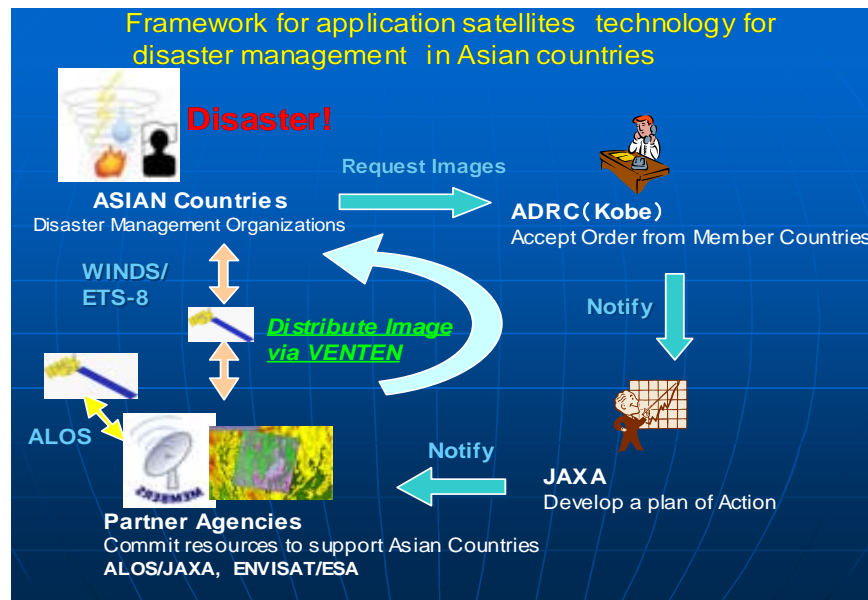 Framework for application satellites technology for
disaster management in Asian countries
Disaster!
Request Images
ASIAN Countries
Disaster Management Organizations
ADRC(Kobe)
Accept Order from Member Countries
WINDS/
ETS-8
Notify
Distribute Image
via VENTEN
ALOS
Notify
MEMBERS
JAXA
Develop a plan of Action
Partner Agencies
Commit resources to support Asian Countries
ALOS/JAXA, ENVISAT/ESA